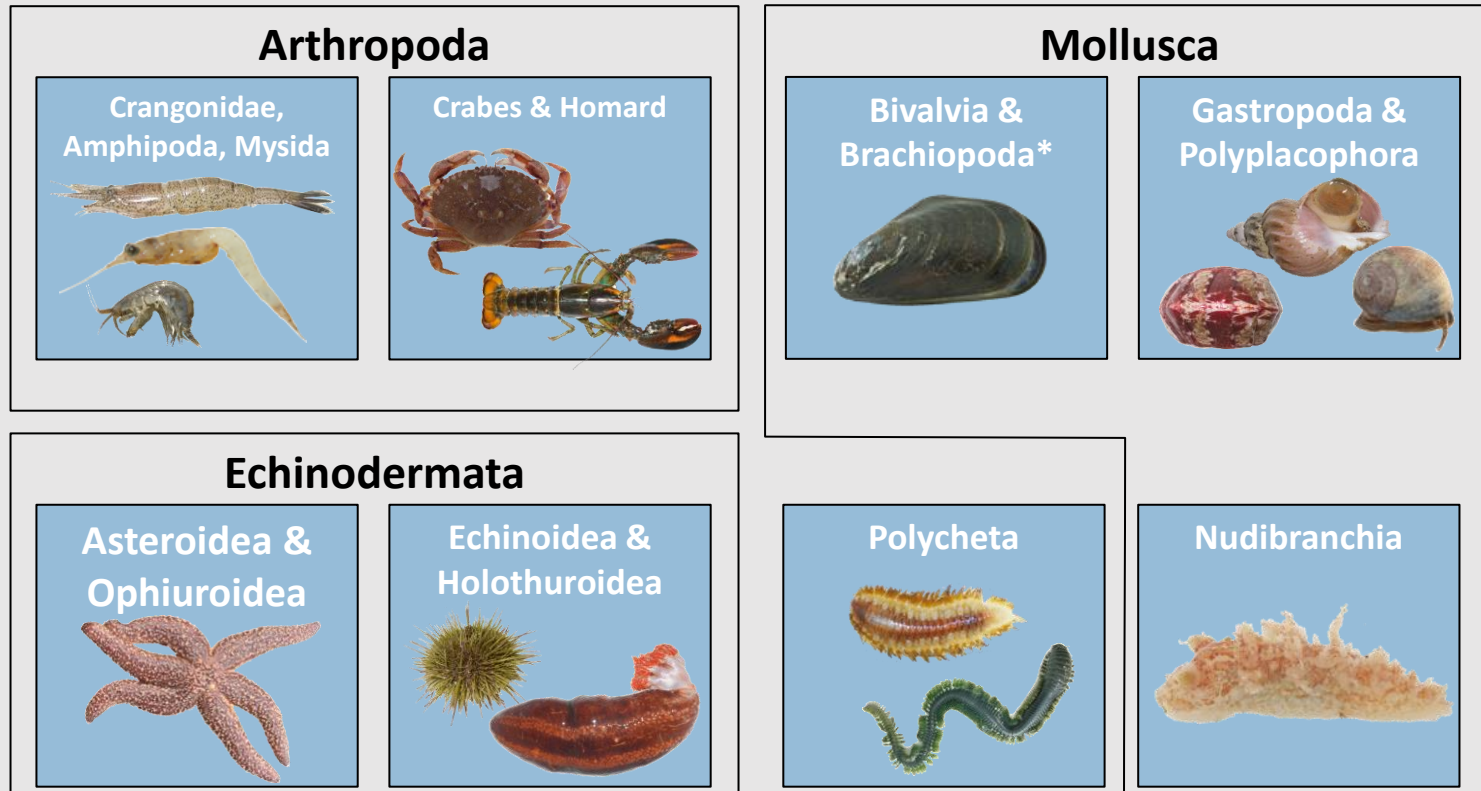 Arthropoda
Crangonidae,
Amphipoda, Mysida
Crabes & Homard
Mollusca
Bivalvia &
Brachiopoda*
Gastropoda &
Polyplacophora
Echinodermata
Asteroidea &
Ophiuroidea
Echinoidea &
Holothuroidea
Polycheta
Nudibranchia